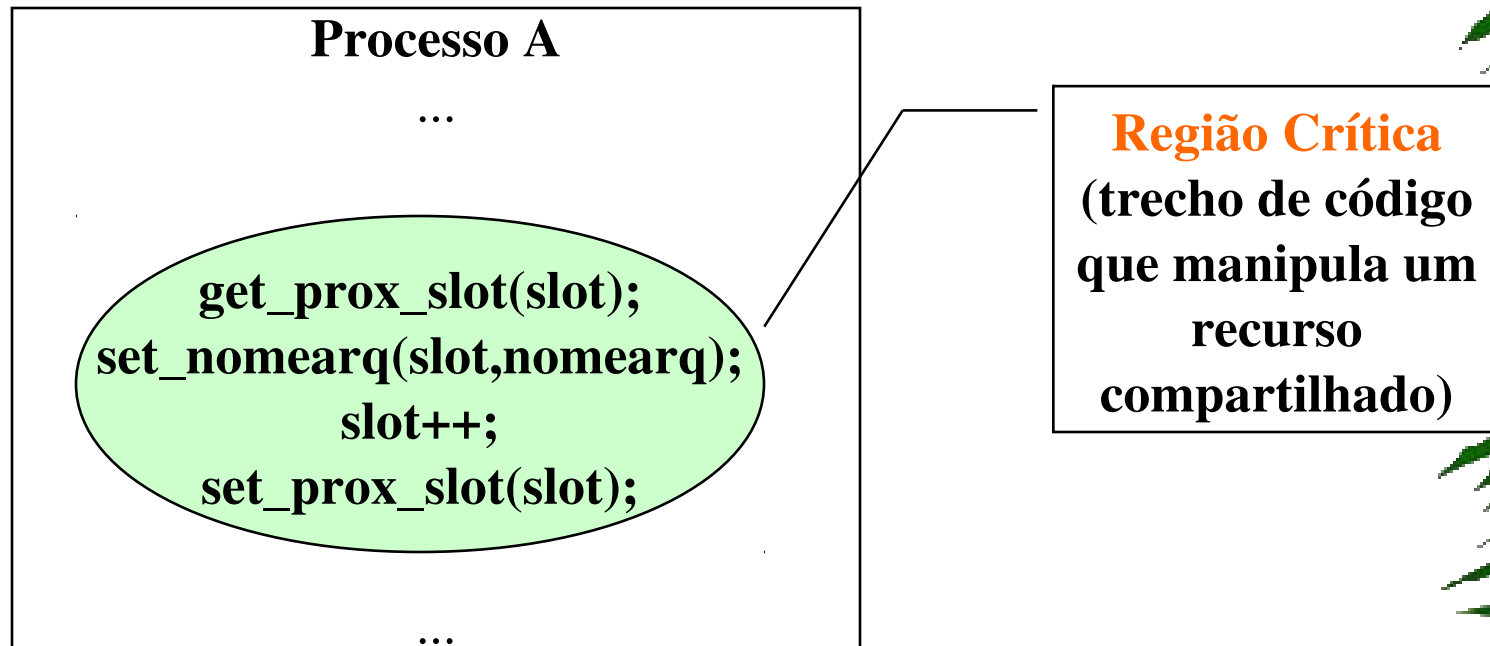 Processo A
...
get_prox_slot(slot);
set_nomearq(slot,nomearq);
slot++;
set_prox_slot(slot);
...
Região Crítica
(trecho de código
que manipula um
recurso
compartilhado)